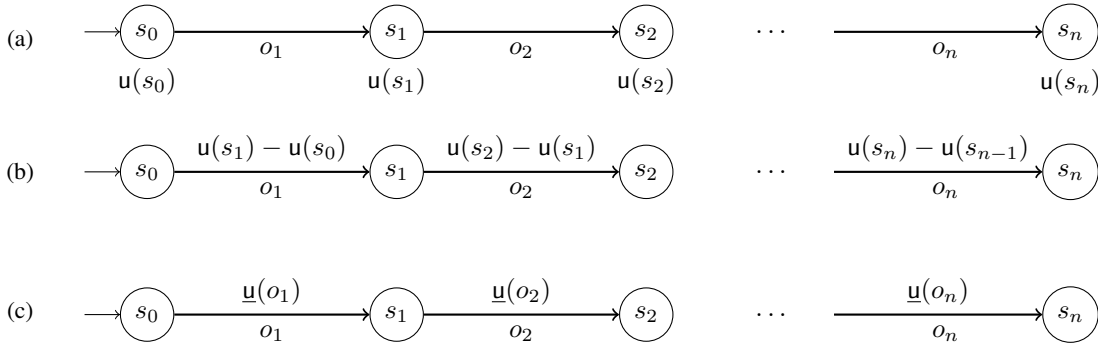 (a) s₀ s₁ s₂ ⋯ sₙ
o₁ o₂ oₙ
u(s₀) u(s₁) u(s₂) u(sₙ)
u(s₁) − u(s₀) u(s₂) − u(s₁) u(sₙ) − u(sₙ₋₁)
(b) s₀ s₁ s₂ ⋯ sₙ
o₁ o₂ oₙ
u̲(o₁) u̲(o₂) u̲(oₙ)
(c) s₀ s₁ s₂ ⋯ sₙ
o₁ o₂ oₙ